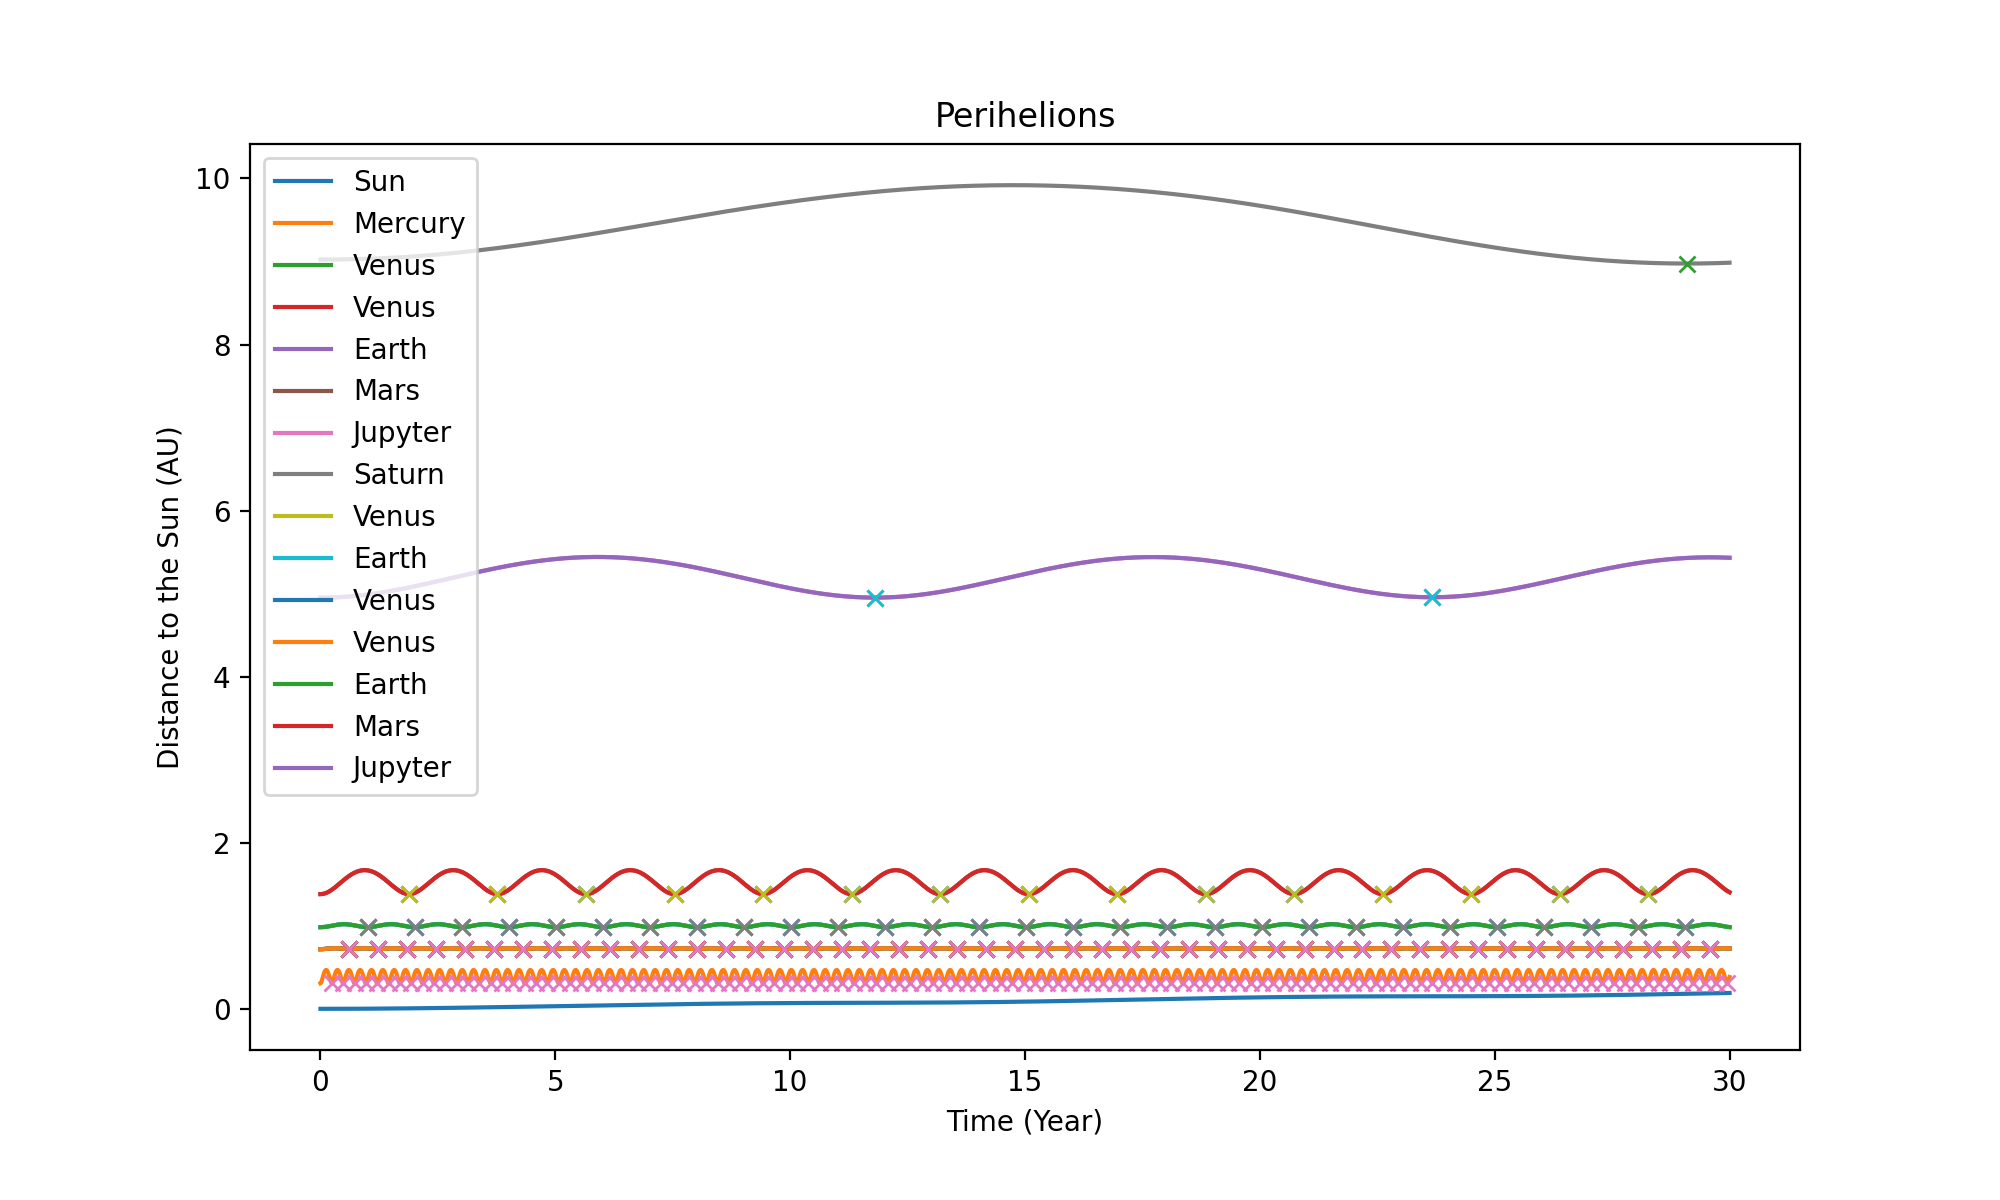 Perihelions
10
8
6
4
2
0
Distance to the Sun (AU)
Sun
Mercury
Venus
Venus
Earth
Mars
Jupyter
Saturn
Venus
Earth
Venus
Venus
Earth
Mars
Jupyter
0 5 10 15 20 25 30
Time (Year)